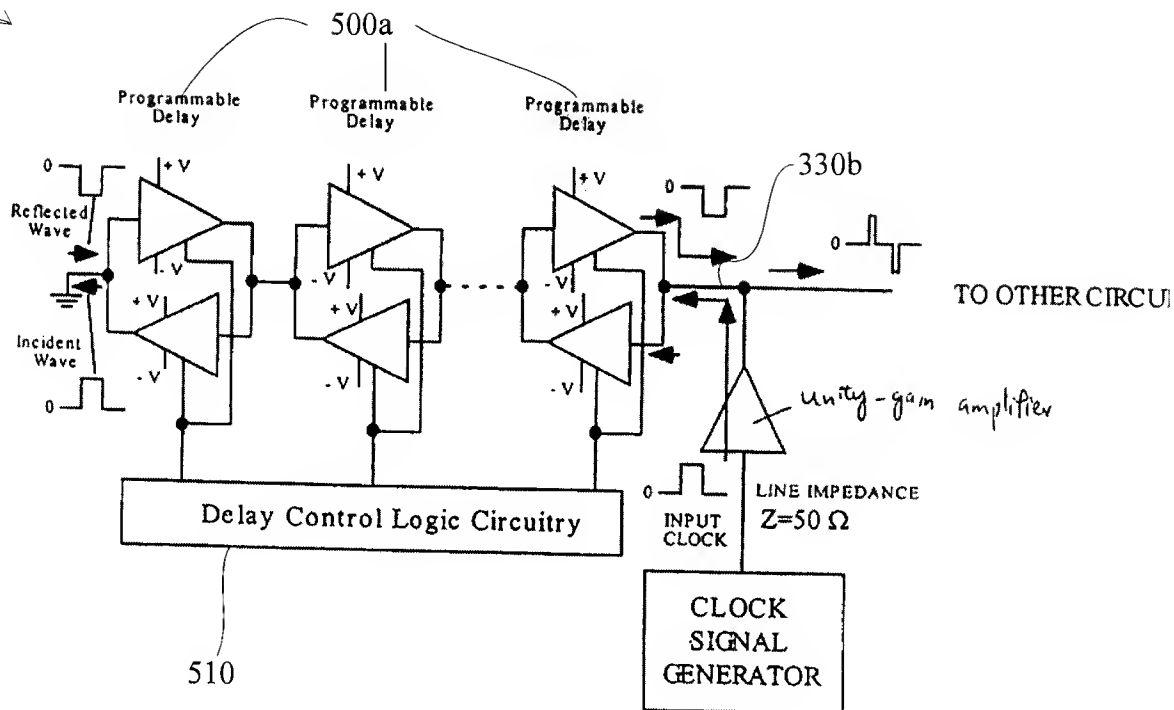 500a
Programmable
Delay
Programmable
Delay
Programmable
Delay
330b
0
+ V
+ V
+ V
0
0
Reflected
Wave
- V
- V
- V
+ V
+ V
+ V
TO OTHER CIRCUI
Incident
Wave
- V
- V
- V
0
unity-gain amplifier
0
INPUT
CLOCK
LINE IMPEDANCE
Z=50 Ω
Delay Control Logic Circuitry
510
CLOCK
SIGNAL
GENERATOR